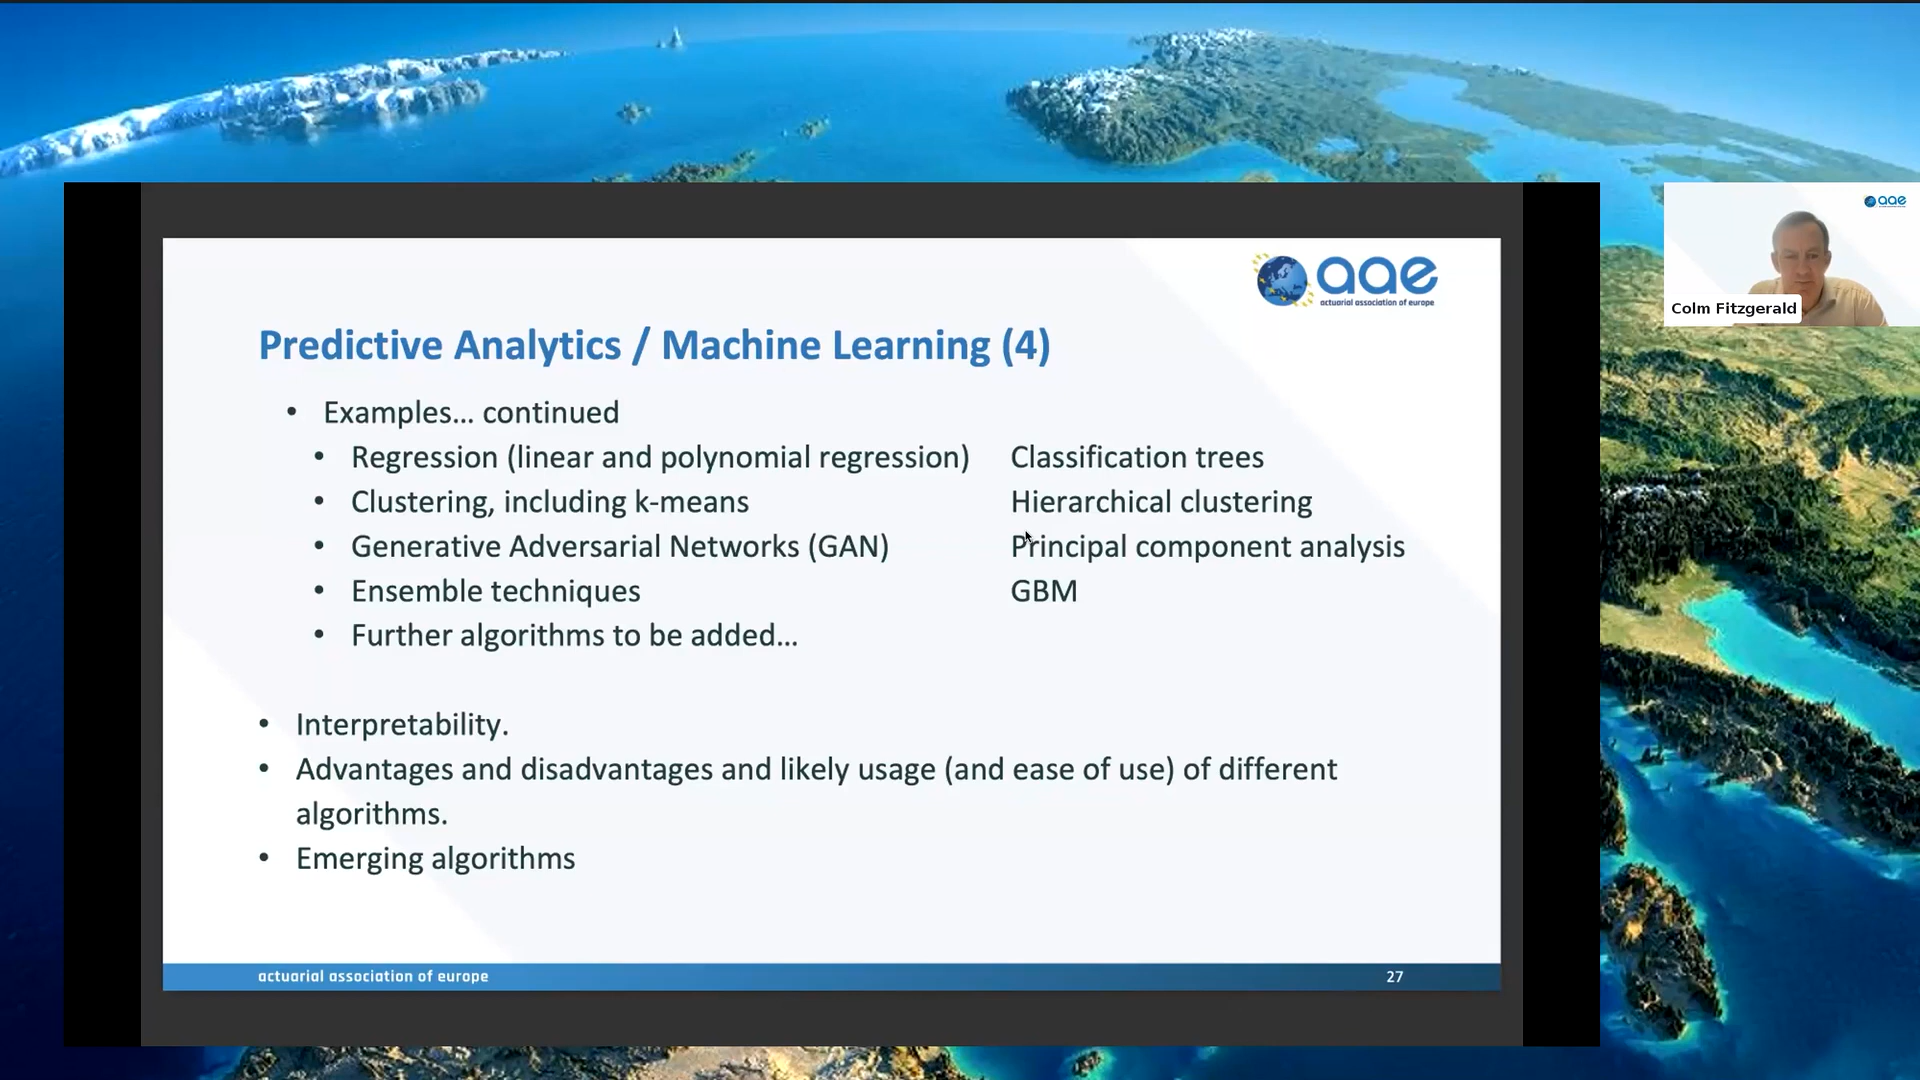 aae
actuarial association of europe
aae
Colm Fitzgerald
Predictive Analytics / Machine Learning (4)
• Examples... continued
• Regression (linear and polynomial regression) Classification trees
• Clustering, including k-means Hierarchical clustering
• Generative Adversarial Networks (GAN) Principal component analysis
• Ensemble techniques GBM
• Further algorithms to be added...
• Interpretability.
• Advantages and disadvantages and likely usage (and ease of use) of different
algorithms.
• Emerging algorithms
actuarial association of europe 27